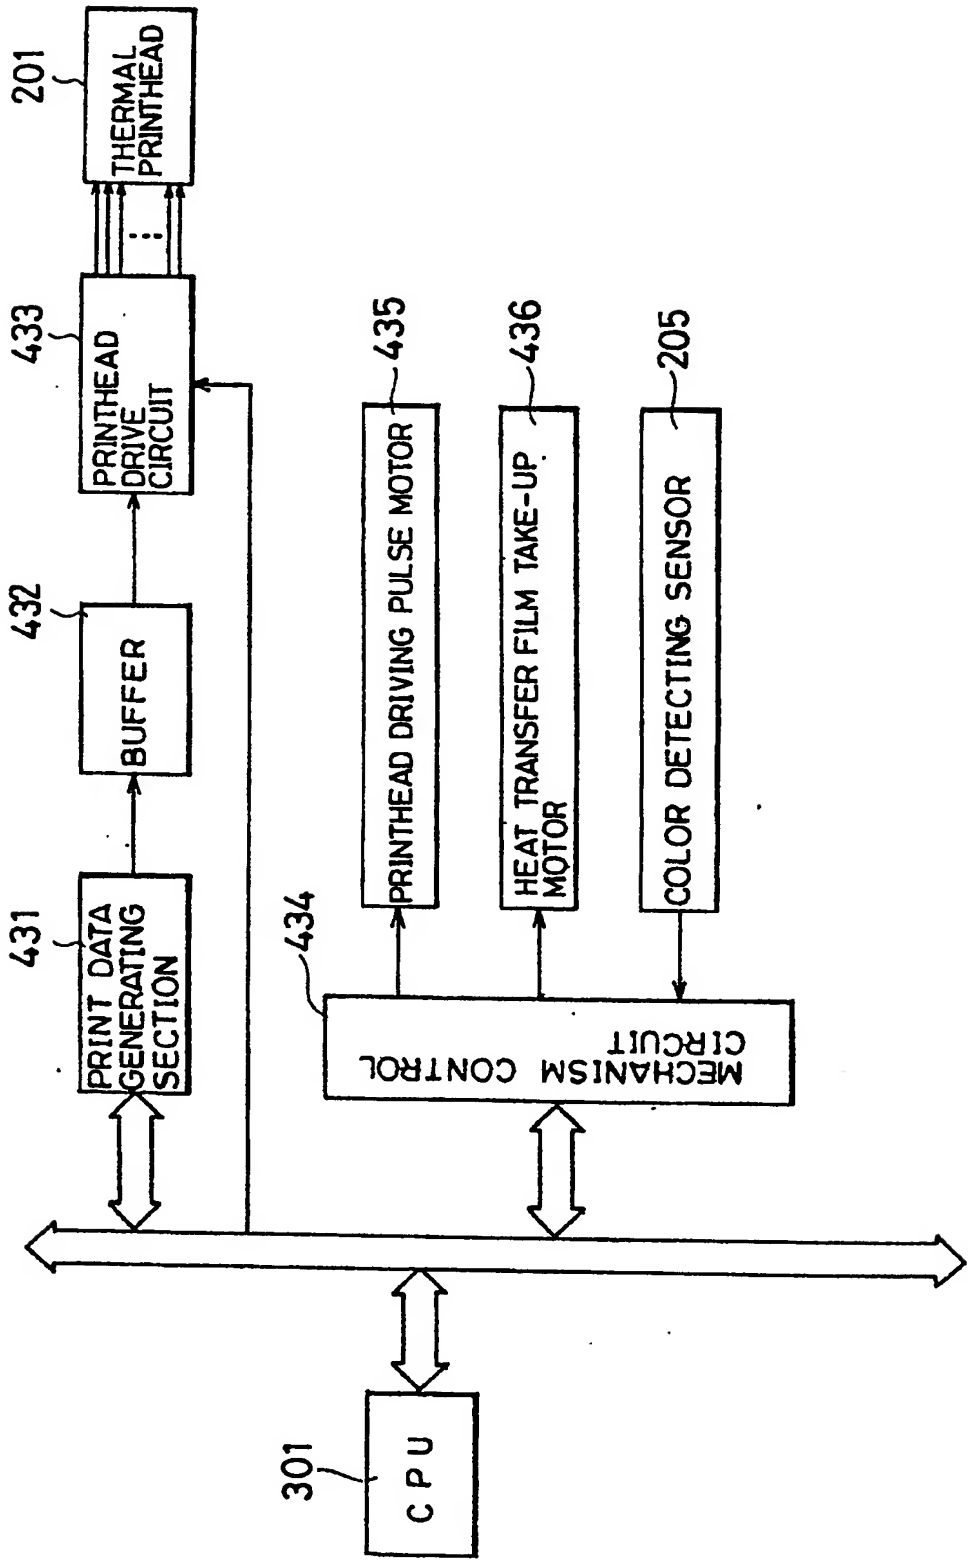 301
CPU
431
PRINT DATA
GENERATING
SECTION
432
BUFFER
433
PRINTHEAD
DRIVE
CIRCUIT
201
THERMAL
PRINTHEAD
434
MECHANISM CONTROL
CIRCUIT
435
PRINTHEAD DRIVING PULSE MOTOR
436
HEAT TRANSFER FILM TAKE-UP
MOTOR
205
COLOR DETECTING SENSOR